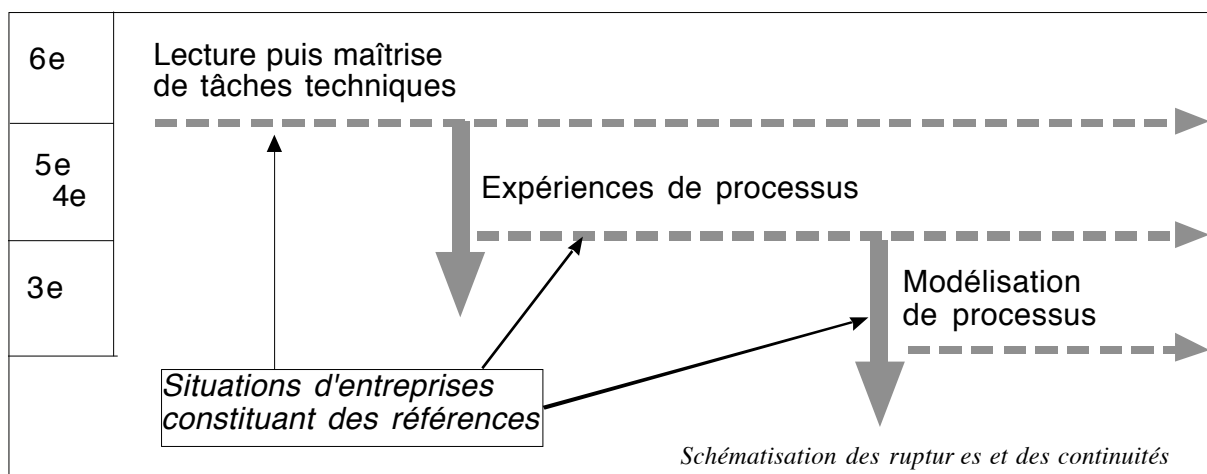 6e
Lecture puis maîtrise
de tâches techniques
5e
4e
Expériences de processus
3e
Modélisation
de processus
Situations d'entreprises
constituant des références
Schématisation des ruptur es et des continuités